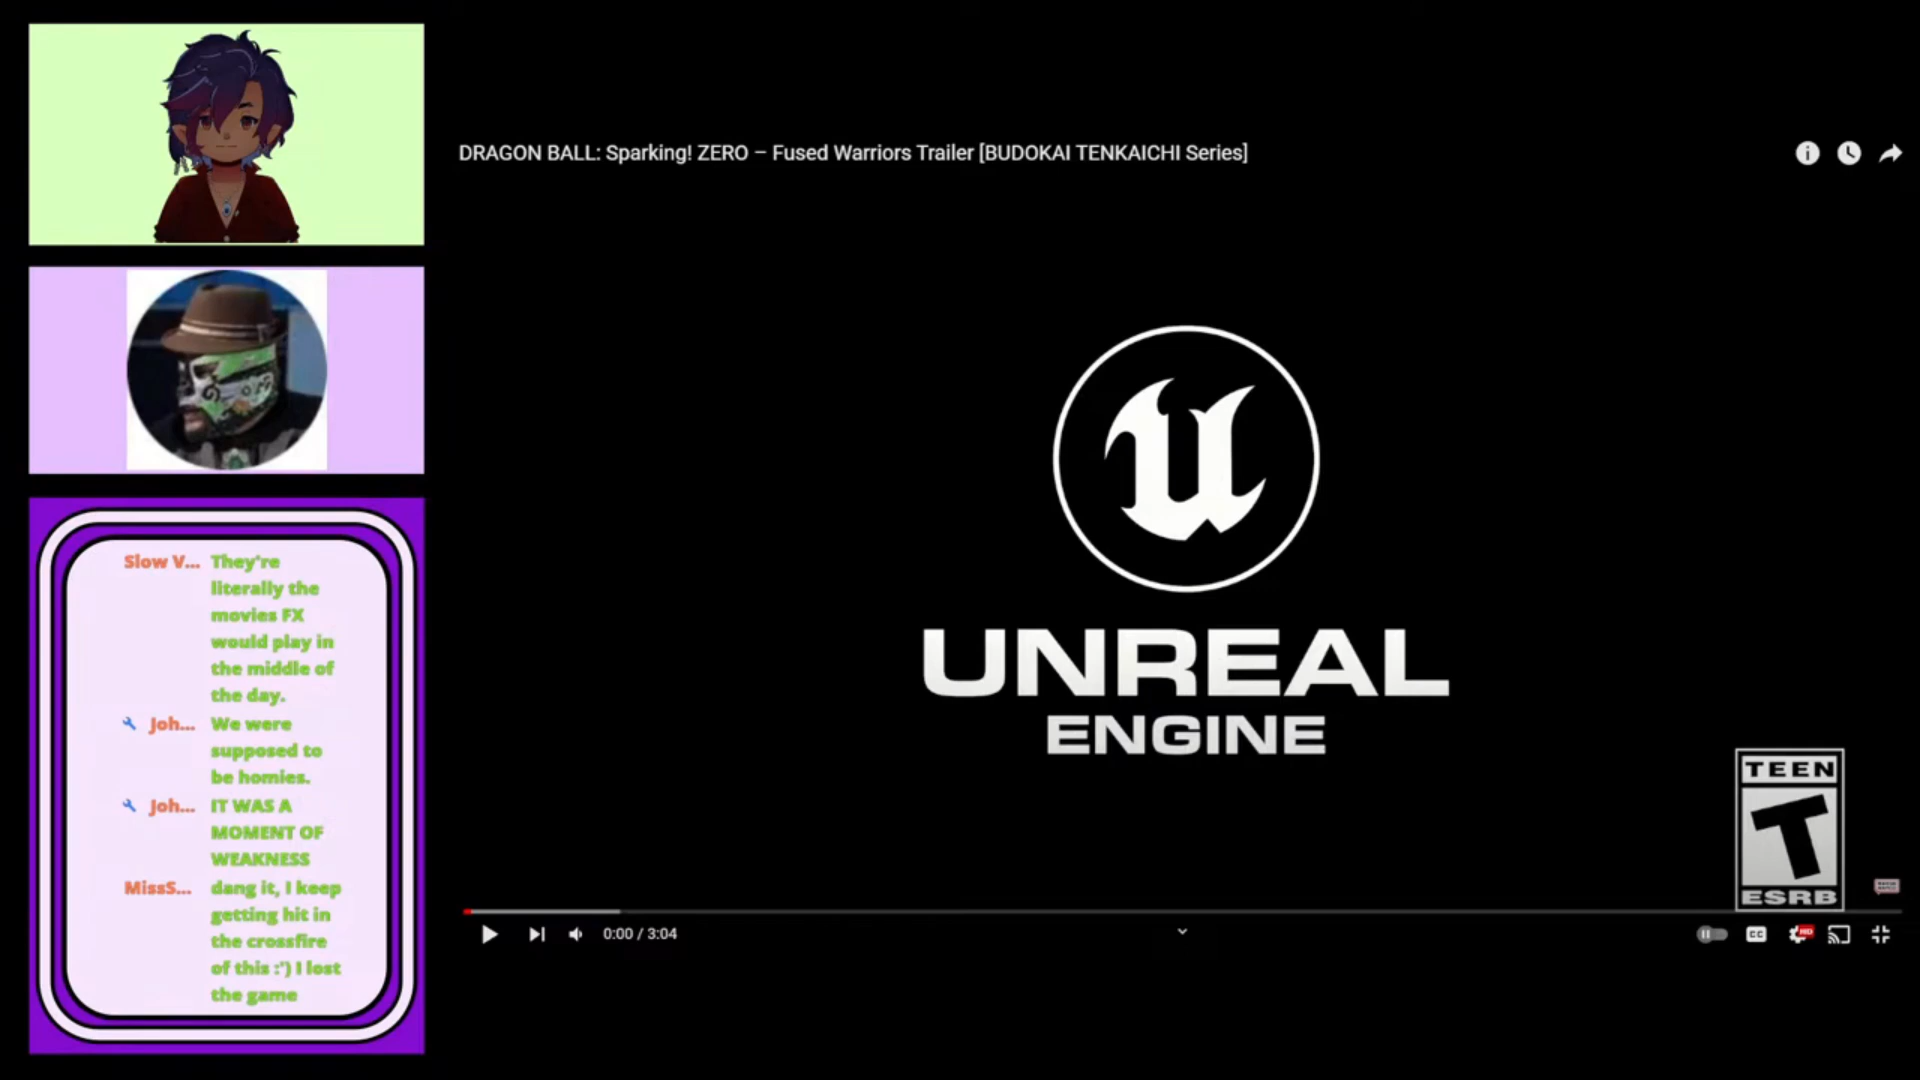 DRAGON BALL: Sparking! ZERO – Fused Warriors Trailer [BUDOKAI TENKAICHI Series]
UNREAL
ENGINE
TEEN
T
ESRB
0:00 / 3:04
CC
HD
Slow V... They're
literally the
movies FX
would play in
the middle of
the day.
Joh... We were
supposed to
be homies.
Joh... IT WAS A
MOMENT OF
WEAKNESS
MissS... dang it, I keep
getting hit in
the crossfire
of this :') I lost
the game